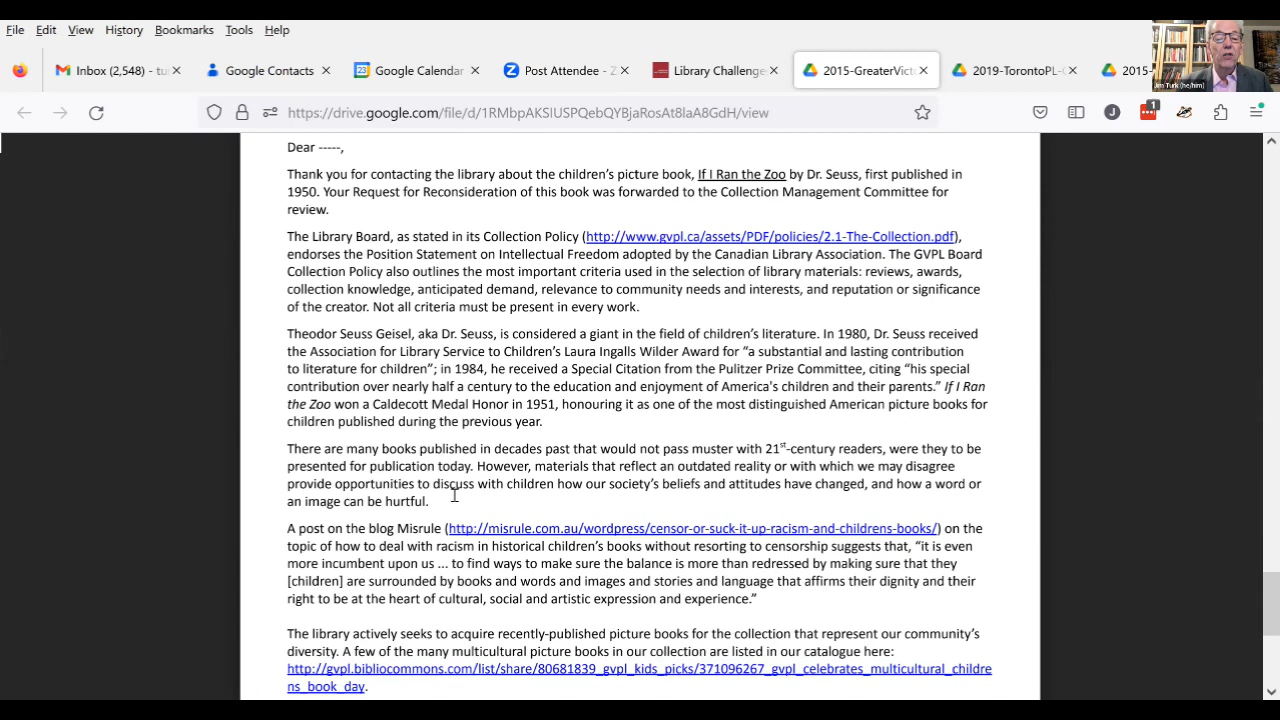 File Edit View History Bookmarks Tools Help
Inbox (2,548) - tu
Google Contacts
Google Calendar
Post Attendee - Z
Library Challenge
2015-GreaterVict
2019-TorontoPL-C
2015-
Jim Turk (he/him)
https://drive.google.com/file/d/1RMbpAKSIUSPQebQYBjaRosAt8laA8GdH/view
J
1
Dear -----,
Thank you for contacting the library about the children's picture book, If I Ran the Zoo by Dr. Seuss, first published in
1950. Your Request for Reconsideration of this book was forwarded to the Collection Management Committee for
review.
The Library Board, as stated in its Collection Policy (http://www.gvpl.ca/assets/PDF/policies/2.1-The-Collection.pdf),
endorses the Position Statement on Intellectual Freedom adopted by the Canadian Library Association. The GVPL Board
Collection Policy also outlines the most important criteria used in the selection of library materials: reviews, awards,
collection knowledge, anticipated demand, relevance to community needs and interests, and reputation or significance
of the creator. Not all criteria must be present in every work.
Theodor Seuss Geisel, aka Dr. Seuss, is considered a giant in the field of children's literature. In 1980, Dr. Seuss received
the Association for Library Service to Children's Laura Ingalls Wilder Award for "a substantial and lasting contribution
to literature for children"; in 1984, he received a Special Citation from the Pulitzer Prize Committee, citing "his special
contribution over nearly half a century to the education and enjoyment of America's children and their parents." If I Ran
the Zoo won a Caldecott Medal Honor in 1951, honouring it as one of the most distinguished American picture books for
children published during the previous year.
There are many books published in decades past that would not pass muster with 21st-century readers, were they to be
presented for publication today. However, materials that reflect an outdated reality or with which we may disagree
provide opportunities to discuss with children how our society's beliefs and attitudes have changed, and how a word or
an image can be hurtful.
A post on the blog Misrule (http://misrule.com.au/wordpress/censor-or-suck-it-up-racism-and-childrens-books/) on the
topic of how to deal with racism in historical children's books without resorting to censorship suggests that, "it is even
more incumbent upon us ... to find ways to make sure the balance is more than redressed by making sure that they
[children] are surrounded by books and words and images and stories and language that affirms their dignity and their
right to be at the heart of cultural, social and artistic expression and experience."
The library actively seeks to acquire recently-published picture books for the collection that represent our community's
diversity. A few of the many multicultural picture books in our collection are listed in our catalogue here:
http://gvpl.bibliocommons.com/list/share/80681839_gvpl_kids_picks/371096267_gvpl_celebrates_multicultural_childre
ns_book_day.